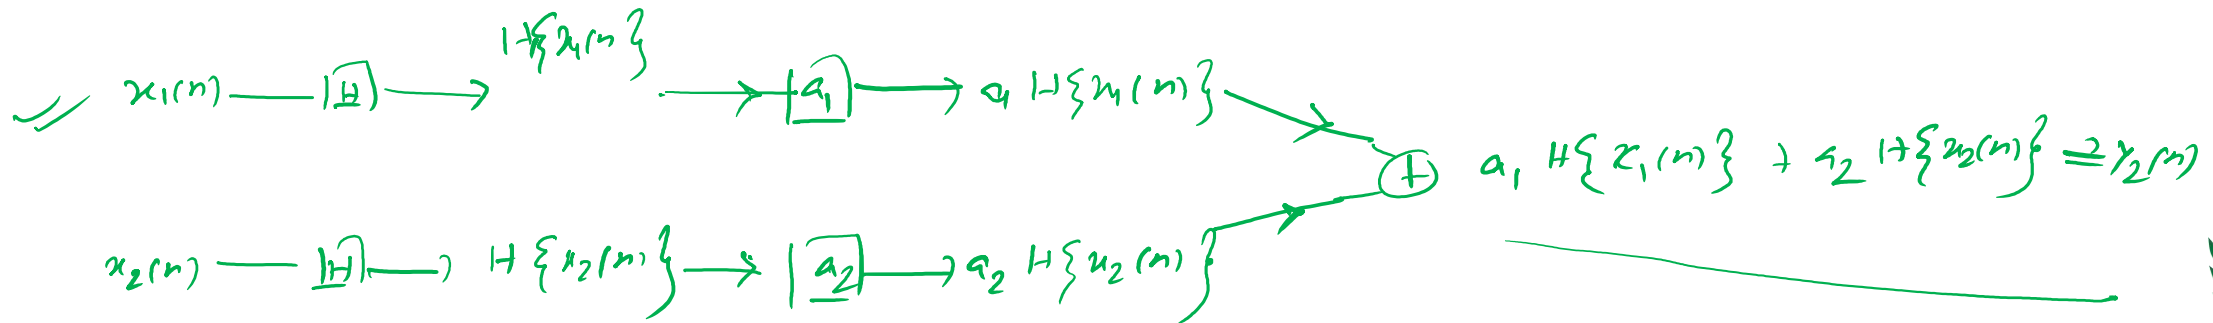 x₁(n) H H{x₁(n)} a₁ a₁ H{x₁(n)}
+ a₁ H{x₁(n)} + a₂ H{x₂(n)} = y₂(n)
x₂(n) H H{x₂(n)} a₂ a₂ H{x₂(n)}